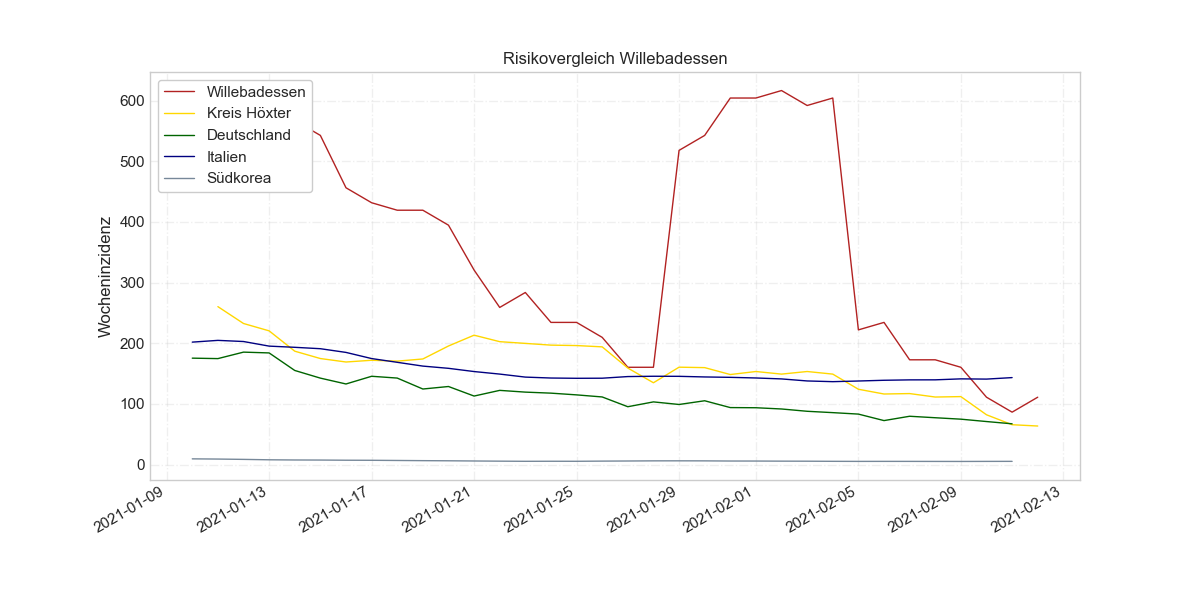 Risikovergleich Willebadessen
Willebadessen
Kreis Höxter
Deutschland
Italien
Südkorea
Wocheninzidenz
600
500
400
300
200
100
0
2021-01-09
2021-01-13
2021-01-17
2021-01-21
2021-01-25
2021-01-29
2021-02-01
2021-02-05
2021-02-09
2021-02-13